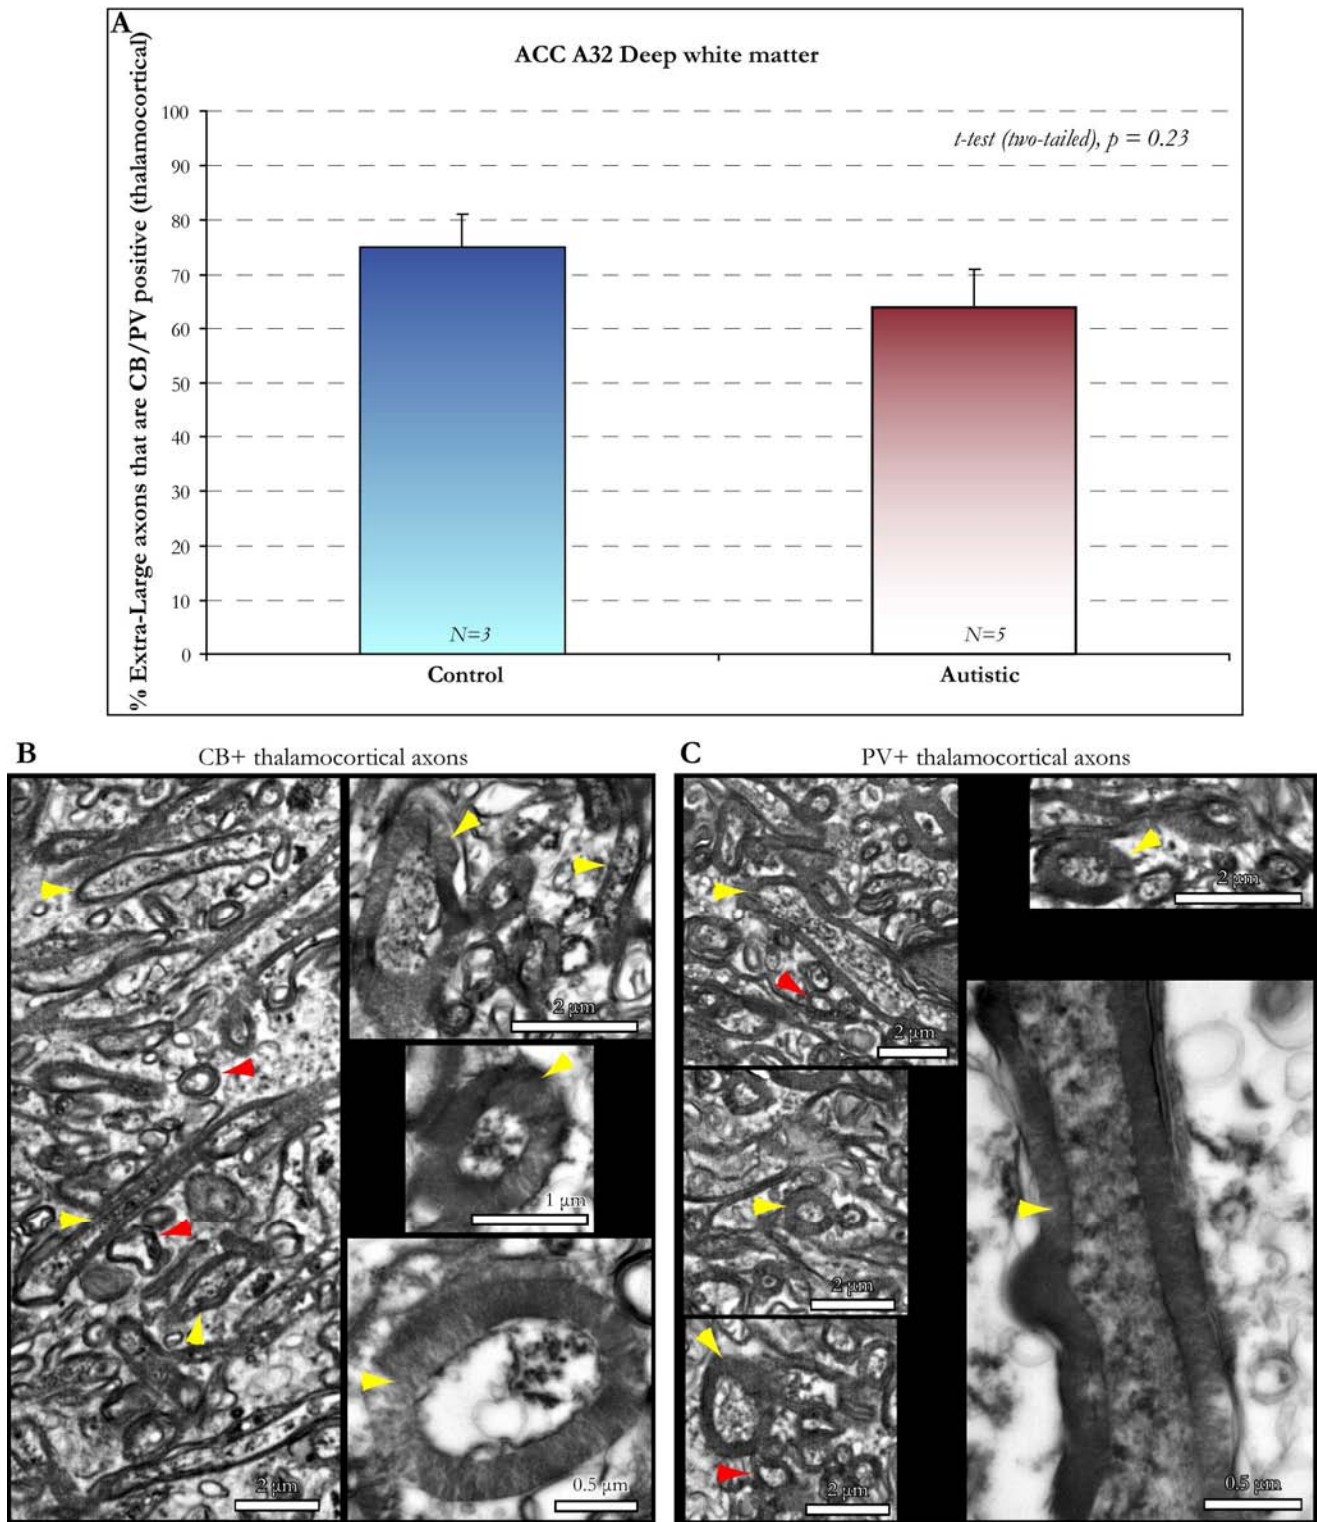 A
ACC A32 Deep white matter
% Extra-Large axons that are CB/PV positive (thalamocortical)
100
90
80
70
60
50
40
30
20
10
0
t-test (two-tailed), p = 0.23
N=3
N=5
Control
Autistic
B
CB+ thalamocortical axons
2 μm
2 μm
1 μm
0.5 μm
C
PV+ thalamocortical axons
2 μm
2 μm
2 μm
2 μm
0.5 μm